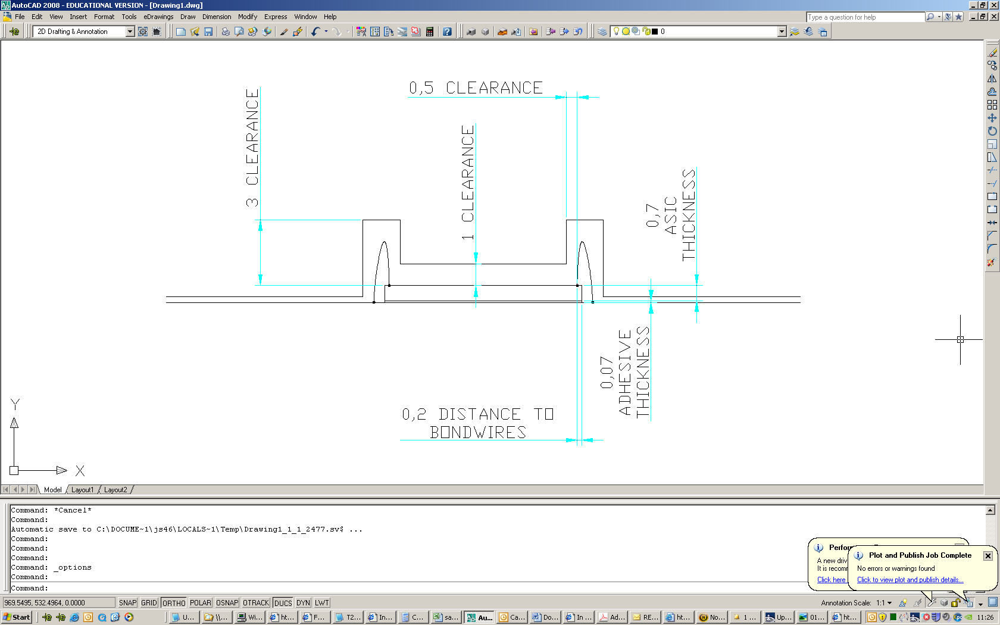 AutoCAD 2008 - EDUCATIONAL VERSION - [Drawing1.dwg]
File Edit View Insert Format Tools eDrawings Draw Dimension Modify Express Window Help
Type a question for help
2D Drafting & Annotation
0
0,5 CLEARANCE
3 CLEARANCE
1 CLEARANCE
0,7
ASIC
THICKNESS
0,07
ADHESIVE
THICKNESS
0,2 DISTANCE TO
BONDWIRES
Y
X
Model Layout1 Layout2
Command: *Cancel*
Command:
Automatic save to C:\DOCUME~1\js46\LOCALS~1\Temp\Drawing1_1_1_2477.sv$ ...
Command:
Command:
Command:
Command: _options
Command:
Command:
Perfor
A new driv
It is recom
Click here
Plot and Publish Job Complete
No errors or warnings found
Click to view plot and publish details...
969.5495, 532.4964, 0.0000 SNAP GRID ORTHO POLAR OSNAP OTRACK DUCS DYN LWT
Annotation Scale: 1:1
Start U... \\... Wi... ht... F... T2... In... C... sa... Au... Ca... Do... In ... Ad... RE... ht... No... 1 ... Up... 01... ht... 11:26